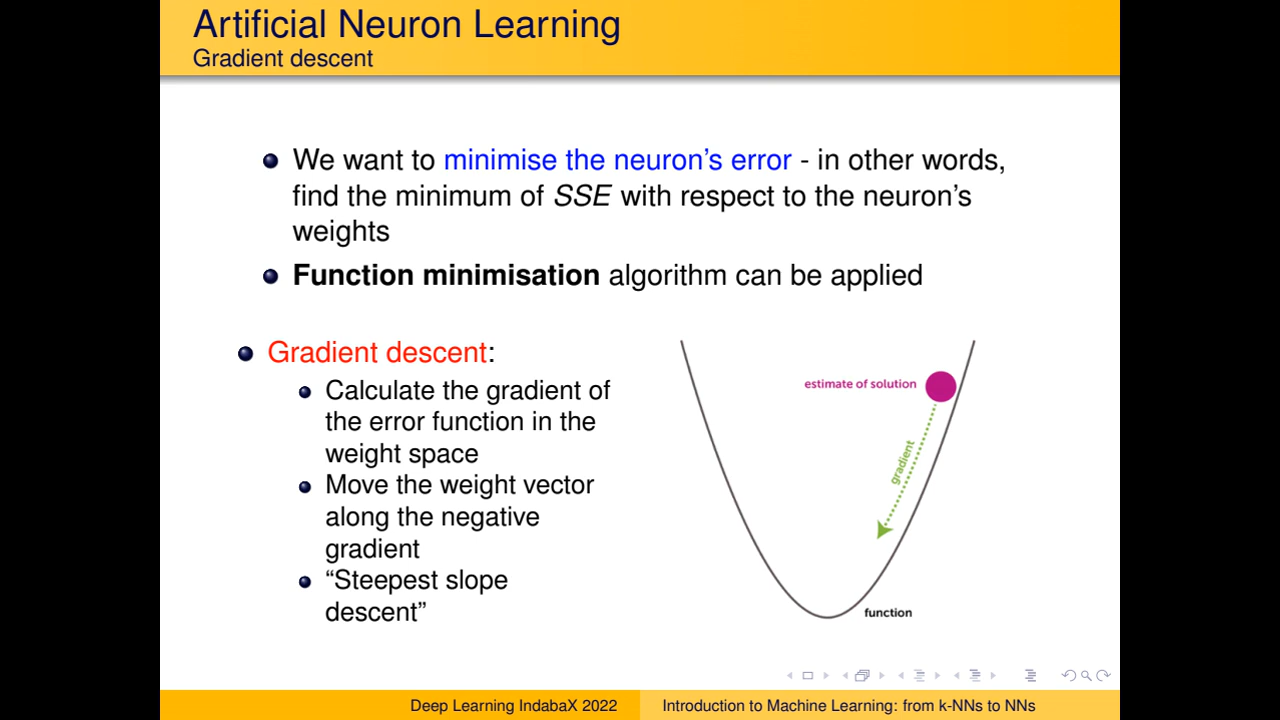 Artificial Neuron Learning
Gradient descent
We want to minimise the neuron's error - in other words,
find the minimum of SSE with respect to the neuron's
weights
Function minimisation algorithm can be applied
Gradient descent:
Calculate the gradient of
the error function in the
weight space
Move the weight vector
along the negative
gradient
“Steepest slope
descent”
estimate of solution
gradient
function
Deep Learning IndabaX 2022
Introduction to Machine Learning: from k-NNs to NNs